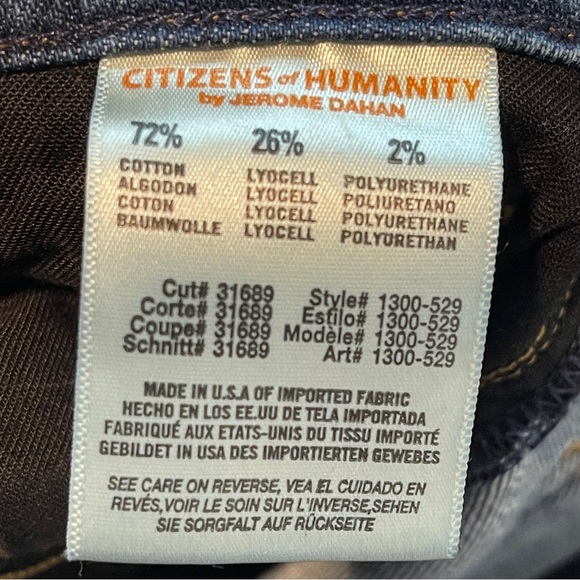 CITIZENS of HUMANITY
by JEROME DAHAN
72% 26% 2%
COTTON LYOCELL POLYURETHANE
ALGODON LYOCELL POLIURETANO
COTON LYOCELL POLYURETHANE
BAUMWOLLE LYOCELL POLYURETHAN
Cut# 31689 Style# 1300-529
Corte# 31689 Estilo# 1300-529
Coupe# 31689 Modèle# 1300-529
Schnitt# 31689 Art# 1300-529
MADE IN U.S.A OF IMPORTED FABRIC
HECHO EN LOS EE.UU DE TELA IMPORTADA
FABRIQUÉ AUX ETATS-UNIS DU TISSU IMPORTÉ
GEBILDET IN USA DES IMPORTIERTEN GEWEBES
SEE CARE ON REVERSE, VEA EL CUIDADO EN
REVÉS,VOIR LE SOIN SUR L'INVERSE,SEHEN
SIE SORGFALT AUF RÜCKSEITE